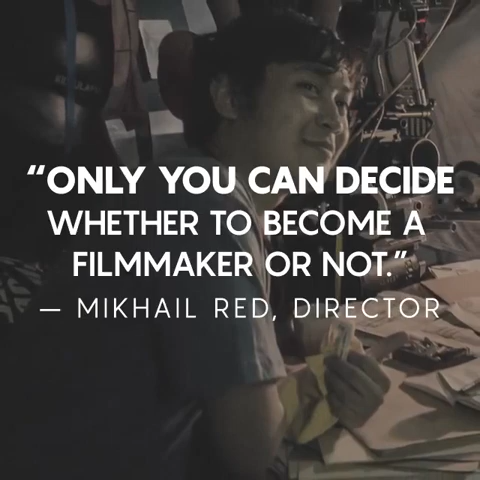 “ONLY YOU CAN DECIDE
WHETHER TO BECOME A
FILMMAKER OR NOT.”
— MIKHAIL RED, DIRECTOR